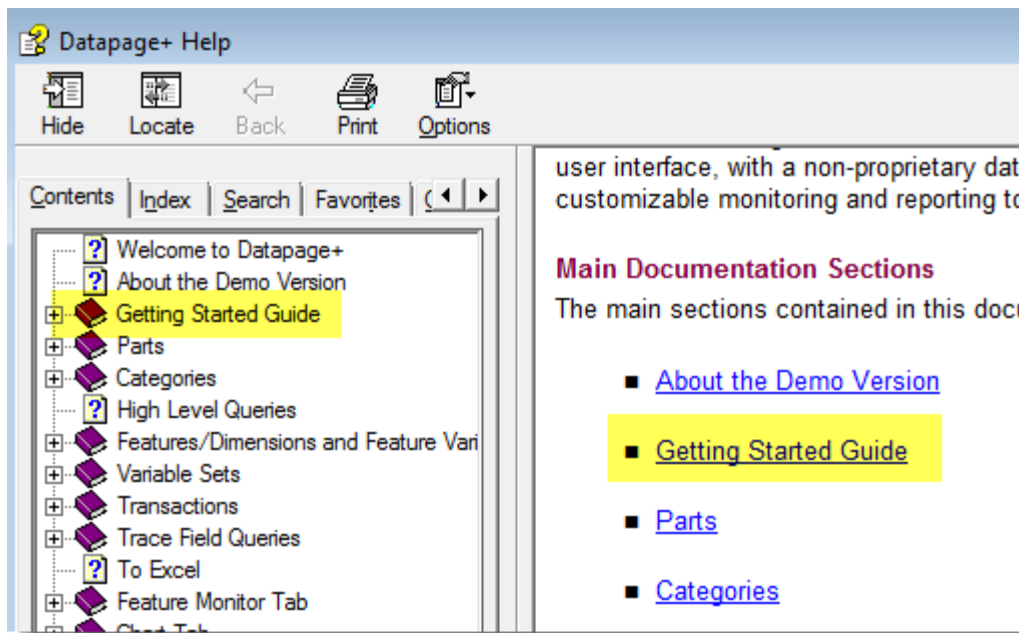 Datapage+ Help
Hide Locate Back Print Options
Contents Index Search Favorites
Welcome to Datapage+
About the Demo Version
Getting Started Guide
Parts
Categories
High Level Queries
Features/Dimensions and Feature Vari
Variable Sets
Transactions
Trace Field Queries
To Excel
Feature Monitor Tab
Chart Tab
user interface, with a non-proprietary dat
customizable monitoring and reporting to
Main Documentation Sections
The main sections contained in this docu
About the Demo Version
Getting Started Guide
Parts
Categories